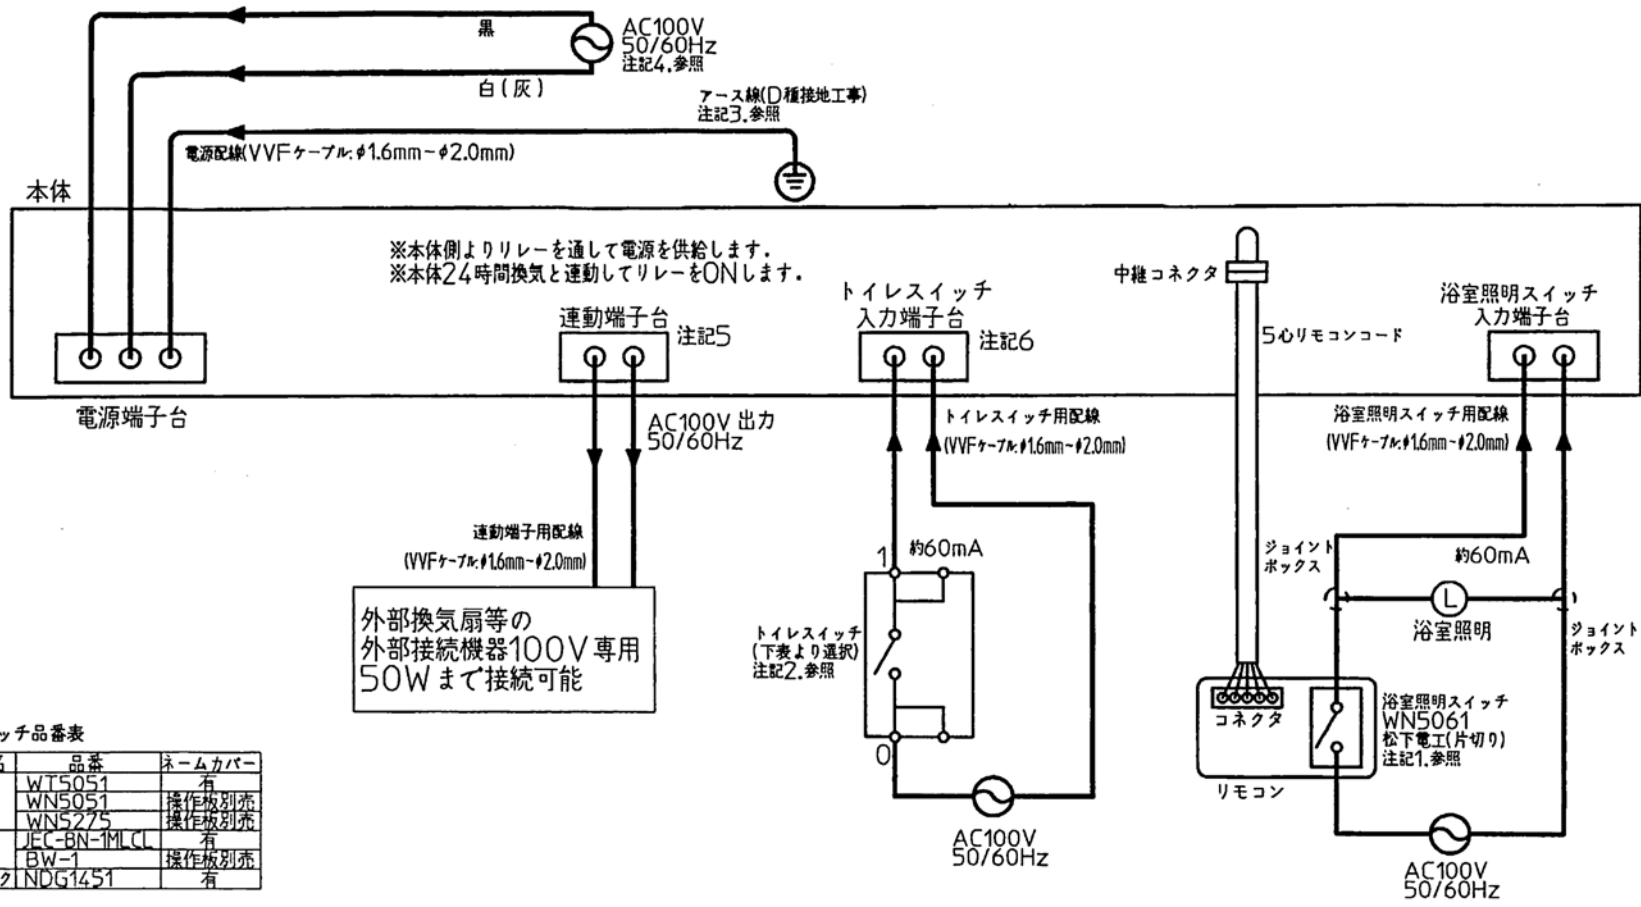 黒
AC100V
50/60Hz
注記4.参照
白(灰)
アース線(D種接地工事)
注記3.参照
電源配線(VVFケーブル:φ1.6mm~φ2.0mm)
本体
※本体側よりリレーを通して電源を供給します.
※本体24時間換気と連動してリレーをONします.
連動端子台
注記5
トイレスイッチ
入力端子台
注記6
中継コネクタ
5心リモコンコード
浴室照明スイッチ
入力端子台
電源端子台
AC100V 出力
50/60Hz
トイレスイッチ用配線
(VVFケーブル:φ1.6mm~φ2.0mm)
浴室照明スイッチ用配線
(VVFケーブル:φ1.6mm~φ2.0mm)
連動端子用配線
(VVFケーブル:φ1.6mm~φ2.0mm)
外部換気扇等の
外部接続機器100V専用
50Wまで接続可能
1
約60mA
トイレスイッチ
(下表より選択)
注記2.参照
0
AC100V
50/60Hz
ジョイント
ボックス
約60mA
L
浴室照明
ジョイント
ボックス
コネクタ
リモコン
浴室照明スイッチ
WN5061
松下電工(片切り)
注記1.参照
AC100V
50/60Hz
ッチ品番表
名 品番 ネームカバー
WT5051 有
WN5051 操作板別売
WN5275 操作板別売
JEC-BN-1MLCL 有
BW-1 操作板別売
ク NDG1451 有